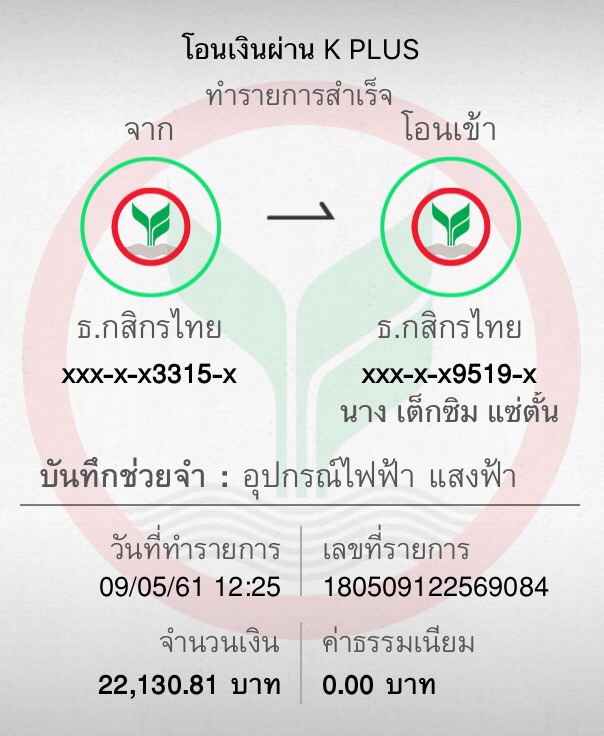 โอนเงินผ่าน K PLUS
ทำรายการสำเร็จ
จาก
โอนเข้า
ธ.กสิกรไทย
ธ.กสิกรไทย
xxx-x-x3315-x
xxx-x-x9519-x
นาง เต็กซิม แซ่ตั้น
บันทึกช่วยจำ : อุปกรณ์ไฟฟ้า แสงฟ้า
วันที่ทำรายการ
เลขที่รายการ
09/05/61 12:25
180509122569084
จำนวนเงิน
ค่าธรรมเนียม
22,130.81 บาท
0.00 บาท